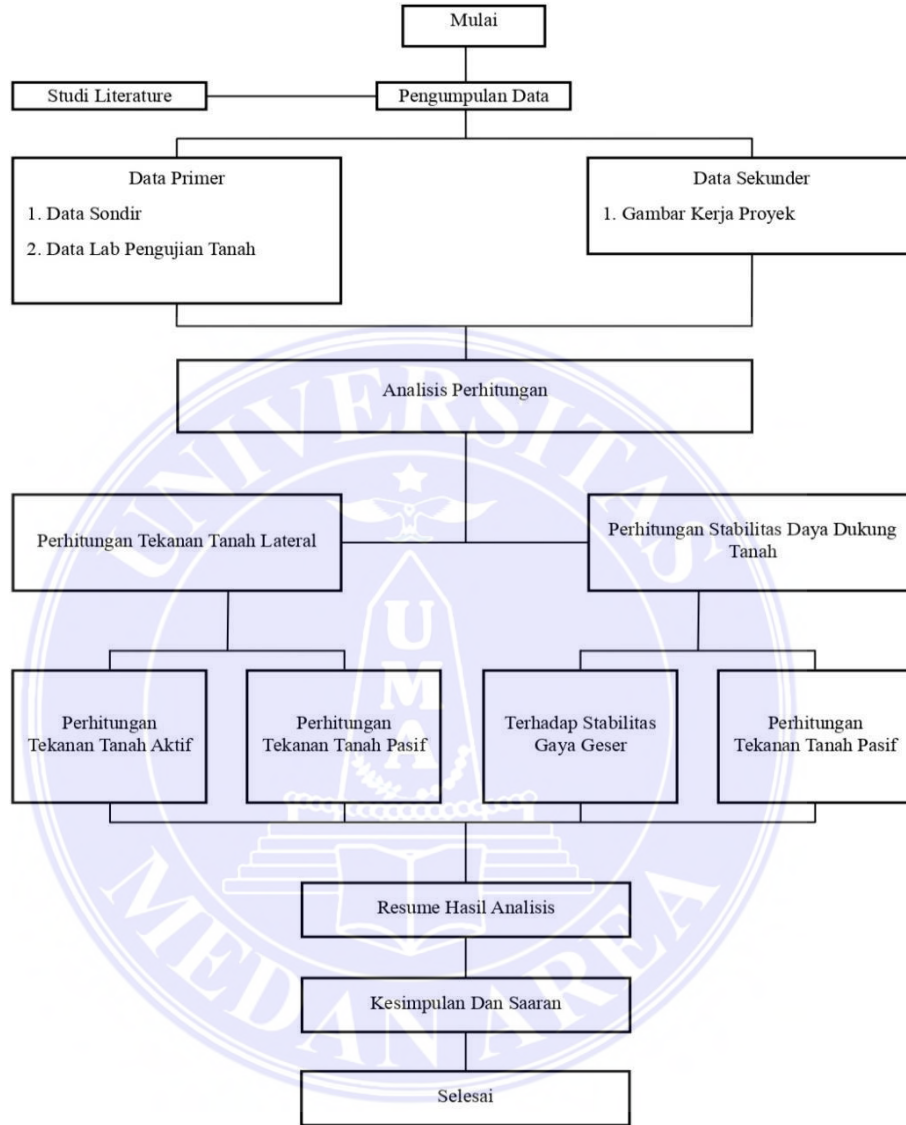 Mulai
Studi Literature
Pengumpulan Data
Data Primer
1. Data Sondir
2. Data Lab Pengujian Tanah
Data Sekunder
1. Gambar Kerja Proyek
Analisis Perhitungan
Perhitungan Tekanan Tanah Lateral
Perhitungan Stabilitas Daya Dukung
Tanah
Perhitungan
Tekanan Tanah Aktif
Perhitungan
Tekanan Tanah Pasif
Terhadap Stabilitas
Gaya Geser
Perhitungan
Tekanan Tanah Pasif
Resume Hasil Analisis
Kesimpulan Dan Saaran
Selesai
UNIVERSITAS
UMA
MEDAN AREA